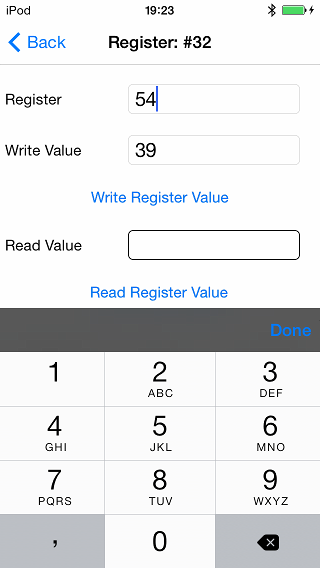 iPod 19:23
Back Register: #32
Register 54
Write Value 39
Write Register Value
Read Value
Read Register Value
Done
1 2 3
ABC DEF
4 5 6
GHI JKL MNO
7 8 9
PQRS TUV WXYZ
, 0